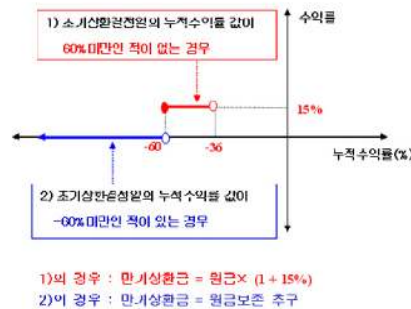 수익률
1) 조기상환결정일의 누적수익률 값이
60%미만인 적이 없는 경우
15%
-60
-36
누적수익률(%)
2) 조기상환결정일의 누적수익률 값이
-60%미만인 적이 있는 경우
1)의 경우 : 만기상환금 = 원금× (1 + 15%)
2)의 경우 : 만기상환금 = 원금보존 추구